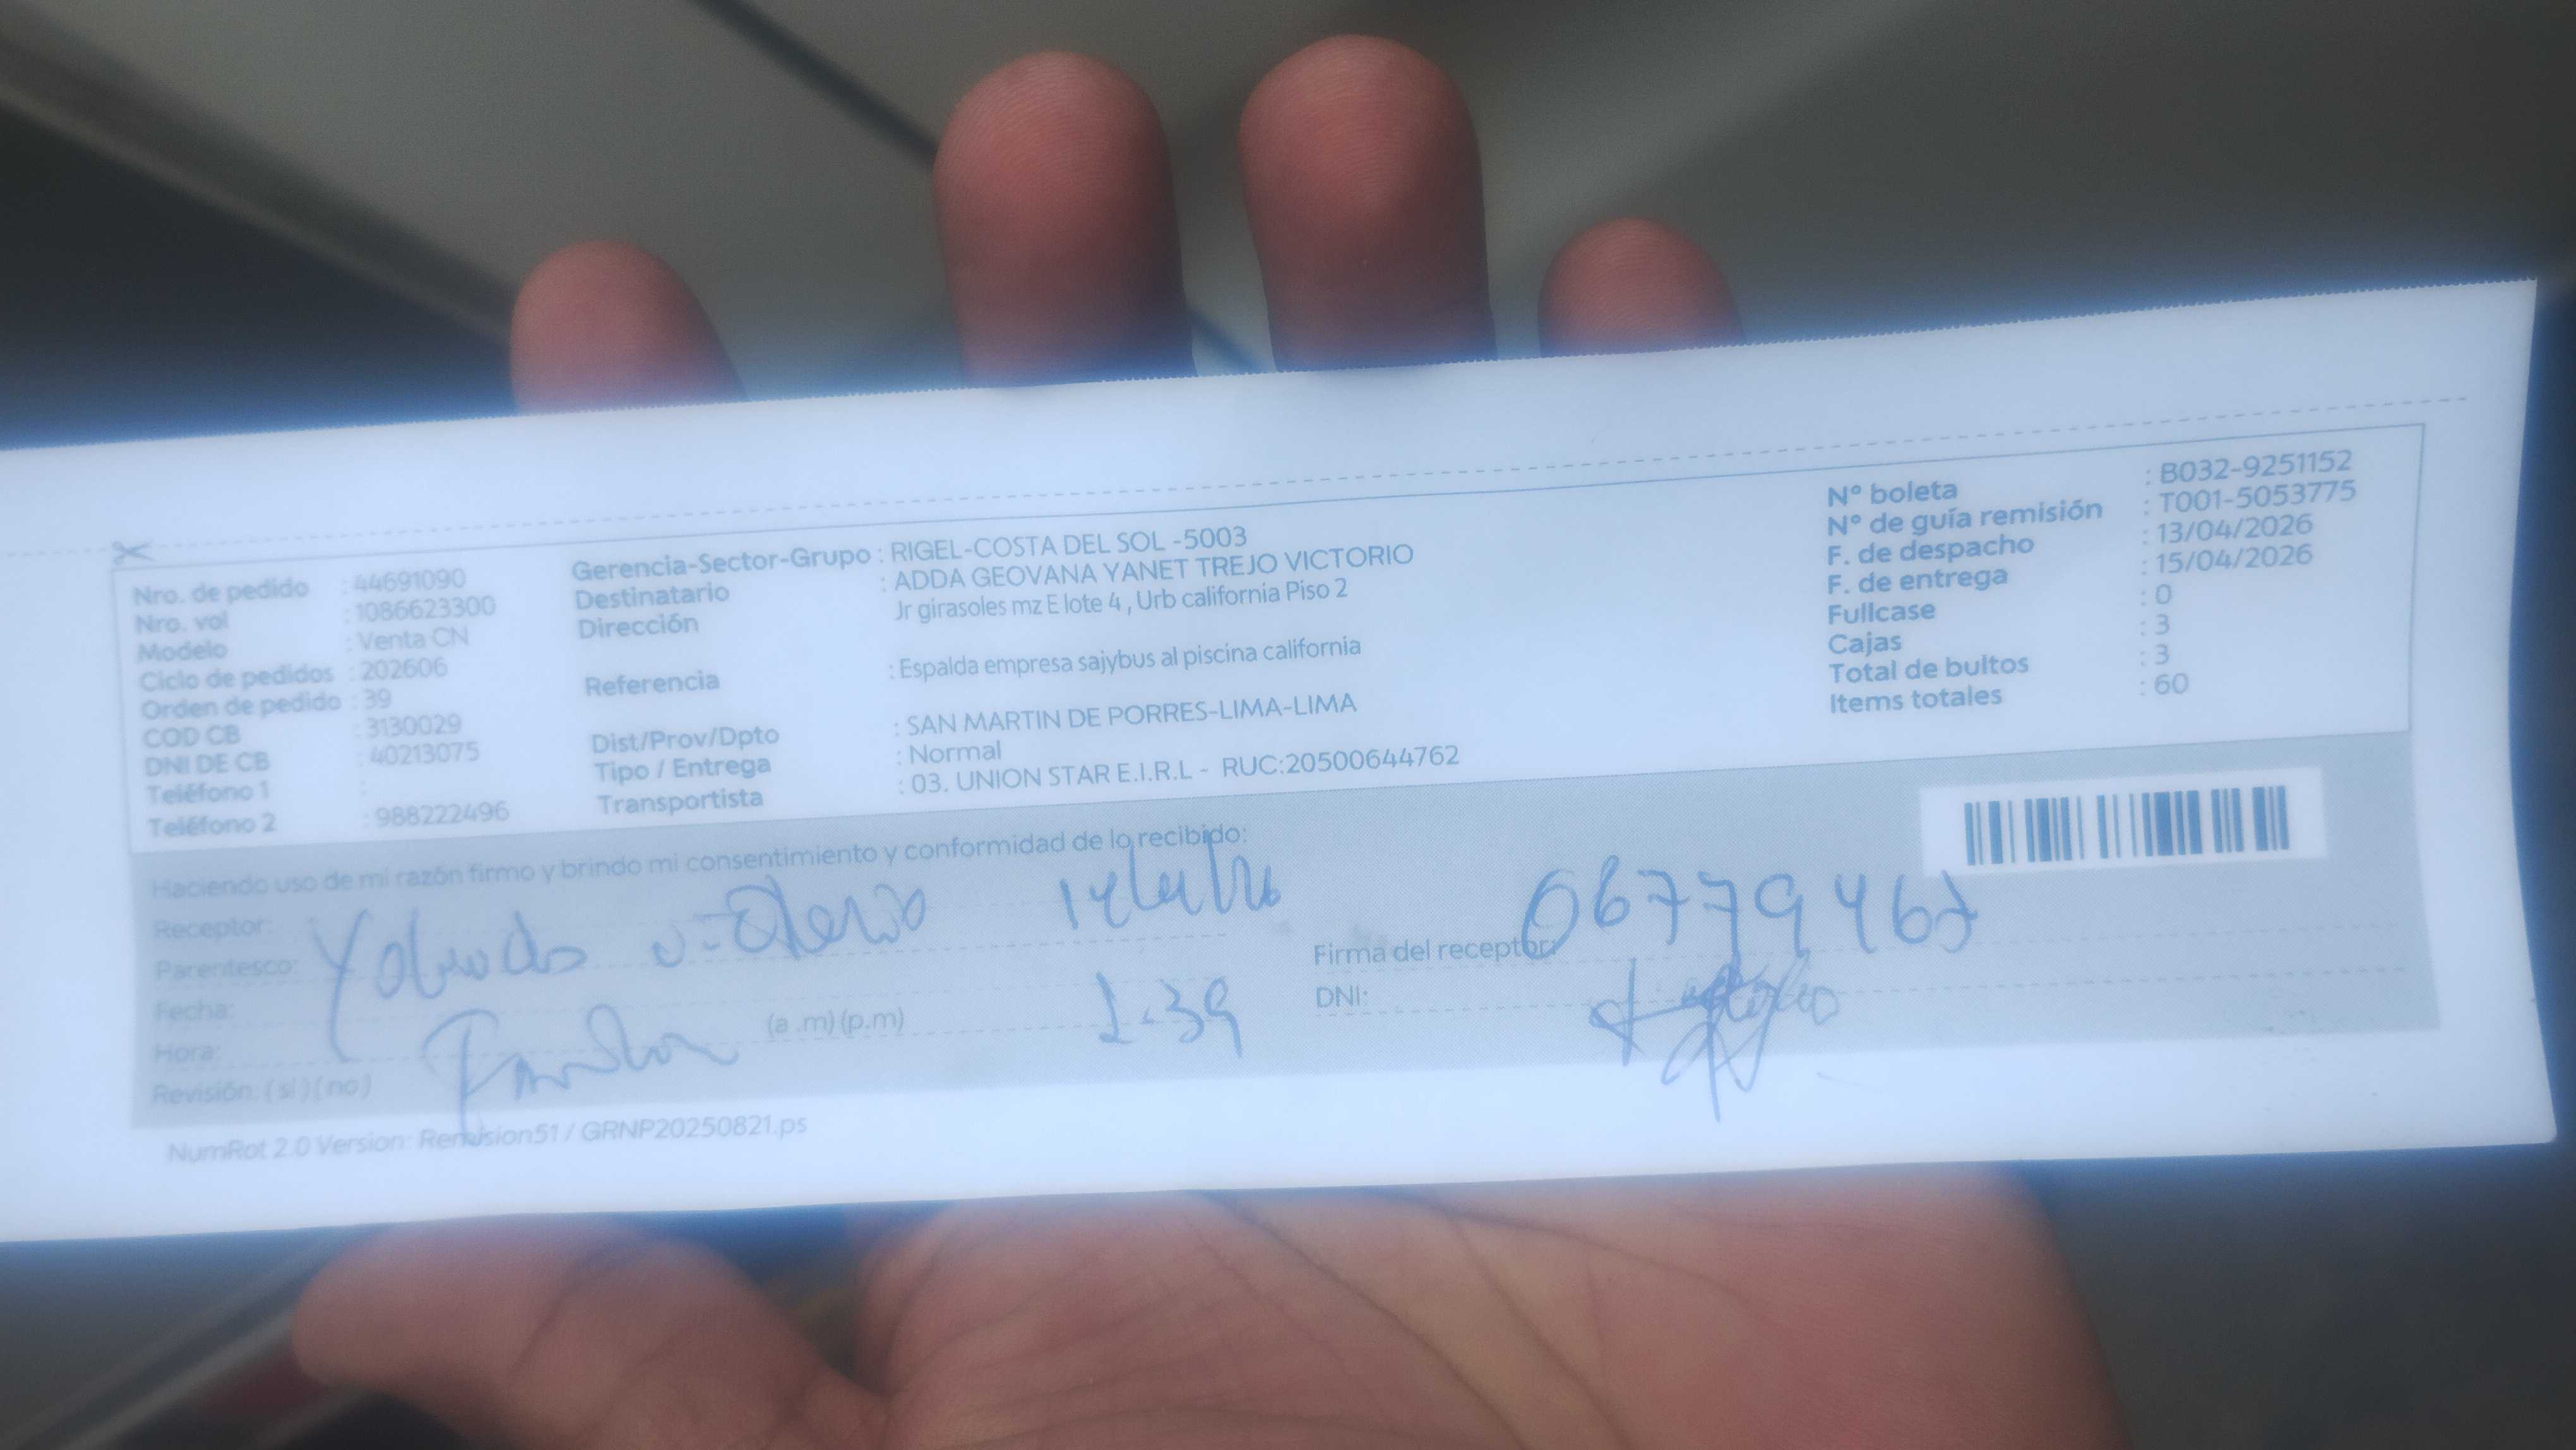 Nro. de pedido : 44691090
Nro. vol : 1086623300
Modelo : Venta CN
Ciclo de pedidos : 202606
Orden de pedido : 39
COD CB : 3130029
DNI DE CB : 40213075
Teléfono 1 :
Teléfono 2 : 988222496
Gerencia-Sector-Grupo : RIGEL-COSTA DEL SOL -5003
Destinatario : ADDA GEOVANA YANET TREJO VICTORIO
Dirección Jr girasoles mz E lote 4 , Urb california Piso 2
Referencia : Espalda empresa sajybus al piscina california
Dist/Prov/Dpto : SAN MARTIN DE PORRES-LIMA-LIMA
Tipo / Entrega : Normal
Transportista : 03. UNION STAR E.I.R.L - RUC:20500644762
N° boleta : B032-9251152
N° de guía remisión : T001-5053775
F. de despacho : 13/04/2026
F. de entrega : 15/04/2026
Fullcase : 0
Cajas : 3
Total de bultos : 3
Items totales : 60
Haciendo uso de mi razón firmo y brindo mi consentimiento y conformidad de lo recibido:
Receptor:
Parentesco:
Fecha:
Hora: (a .m) (p.m)
Revisión: (si) (no)
Firma del receptor: 06779467
DNI:
NumRot 2.0 Version: Remision51 / GRNP20250821.ps